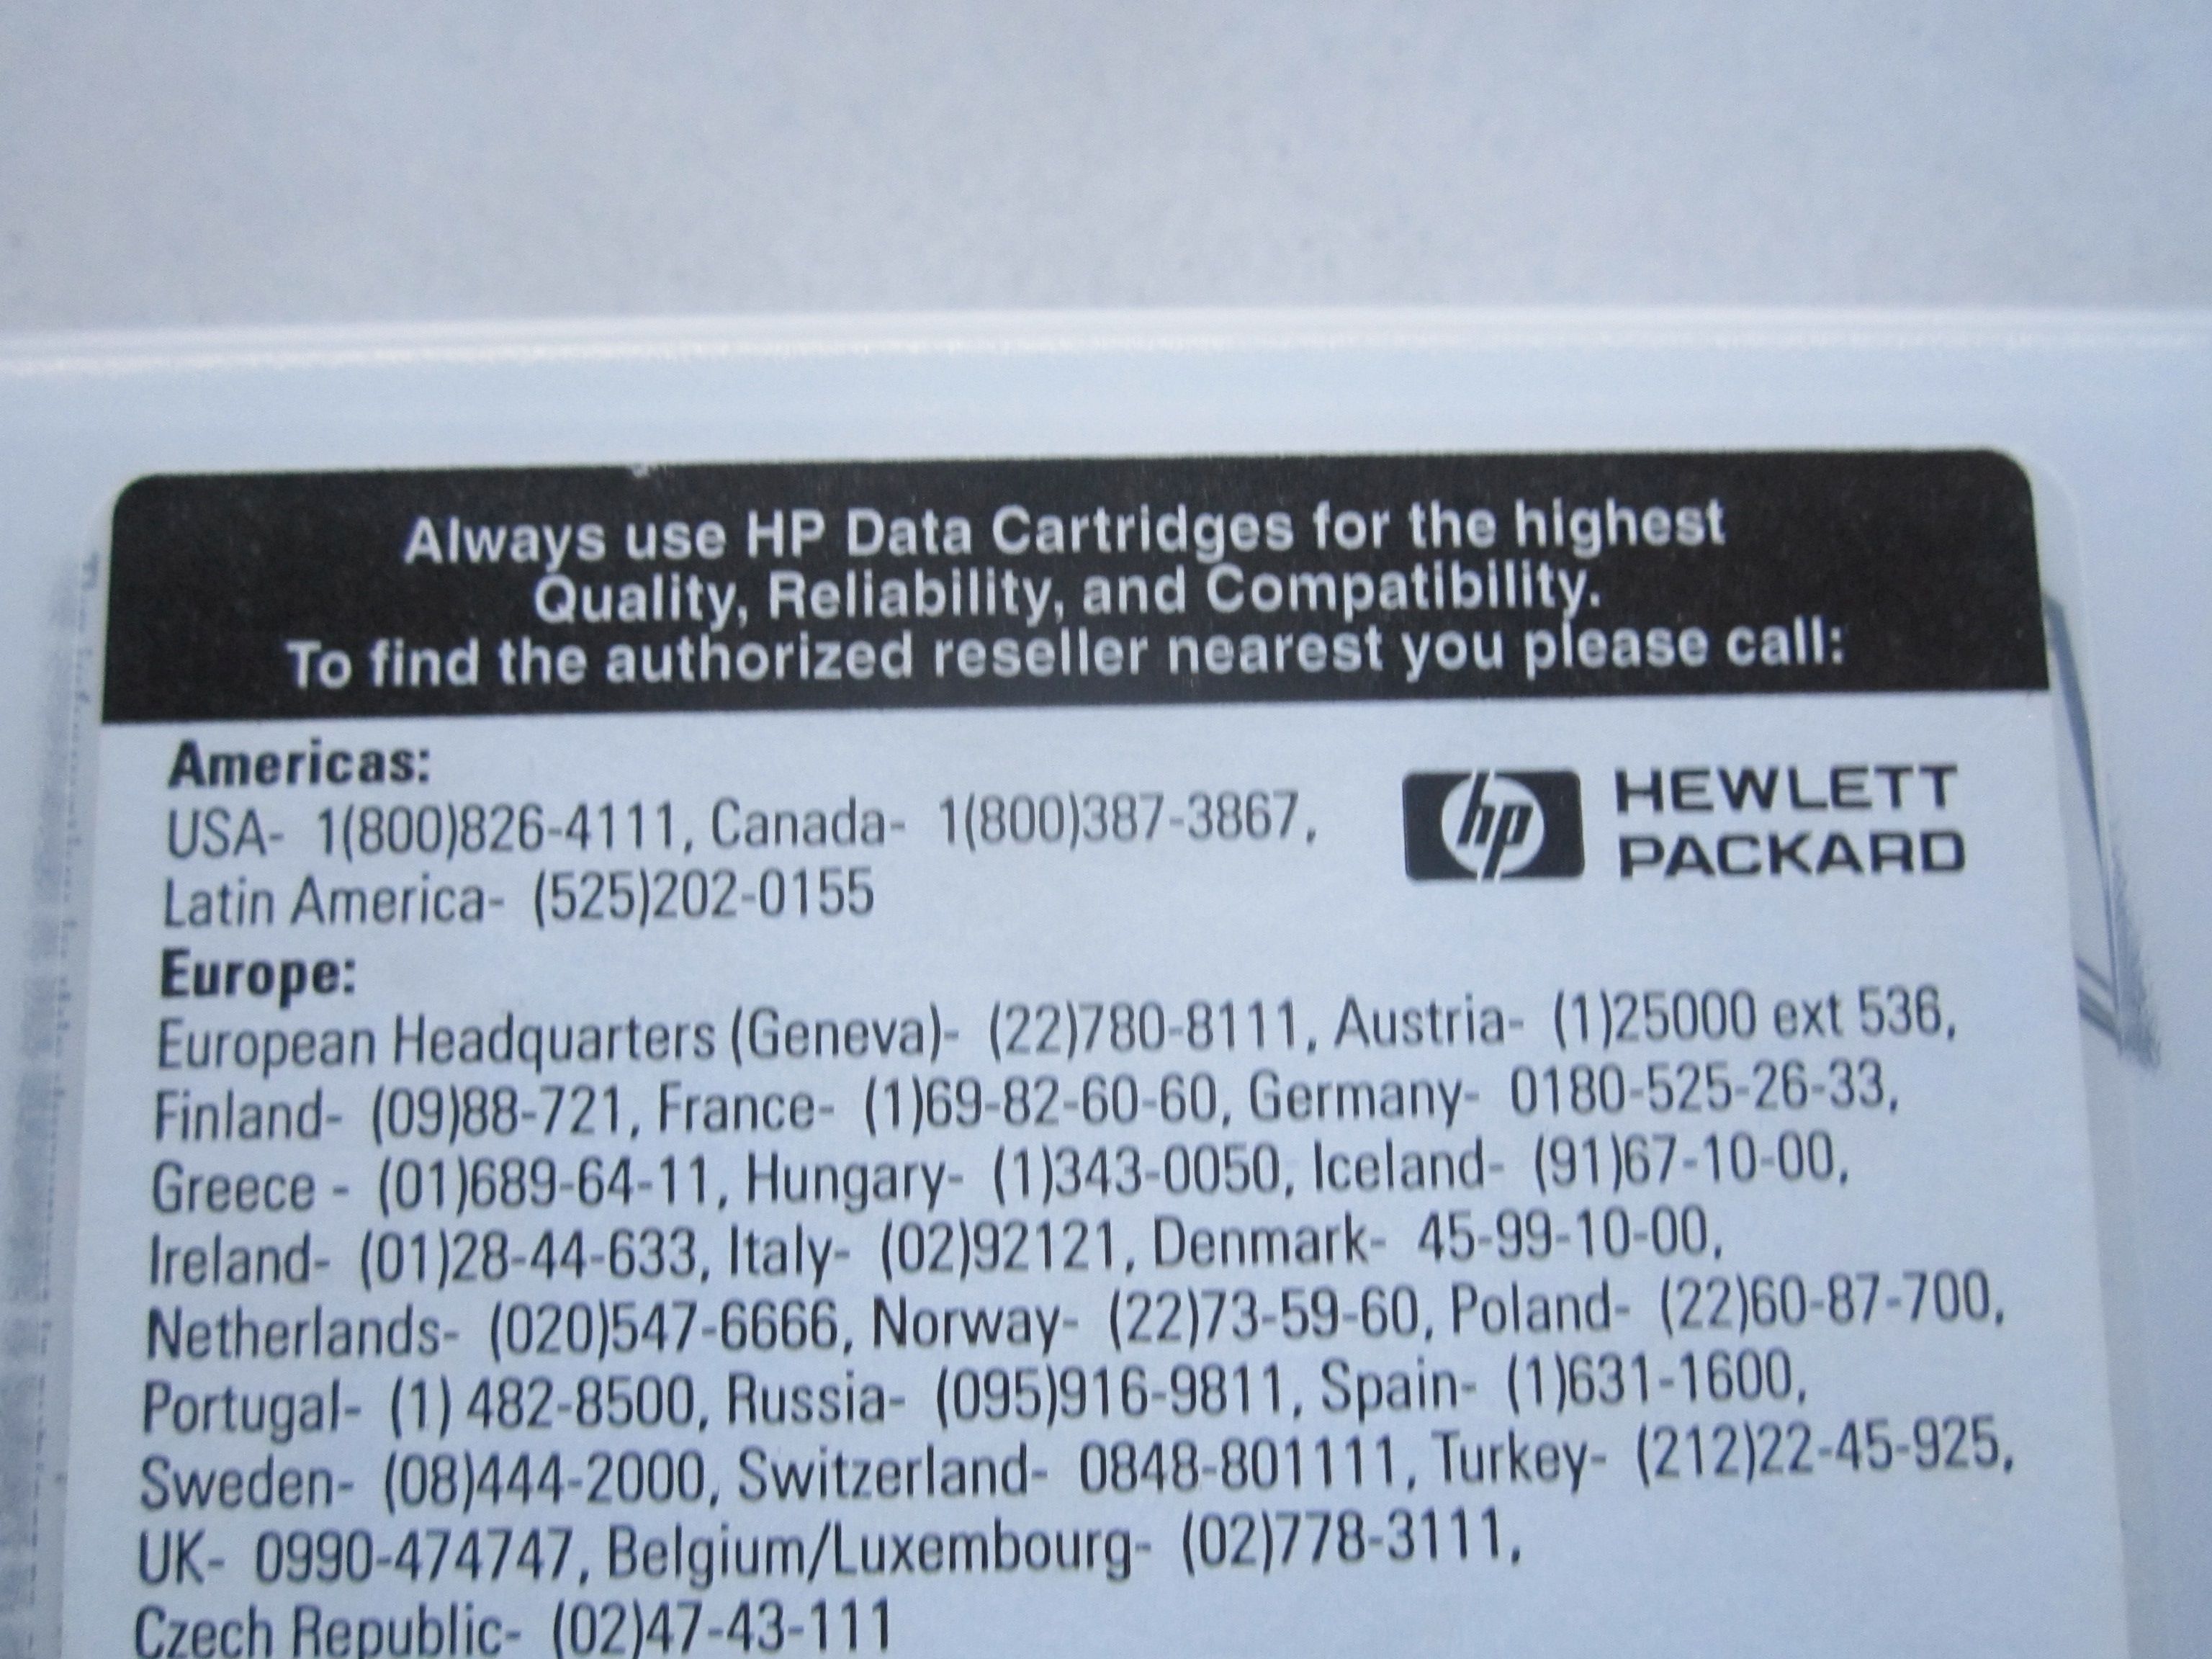 Always use HP Data Cartridges for the highest
Quality, Reliability, and Compatibility.
To find the authorized reseller nearest you please call:
Americas:
USA- 1(800)826-4111, Canada- 1(800)387-3867,
Latin America- (525)202-0155
hp HEWLETT
PACKARD
Europe:
European Headquarters (Geneva)- (22)780-8111, Austria- (1)25000 ext 536,
Finland- (09)88-721, France- (1)69-82-60-60, Germany- 0180-525-26-33,
Greece - (01)689-64-11, Hungary- (1)343-0050, Iceland- (91)67-10-00,
Ireland- (01)28-44-633, Italy- (02)92121, Denmark- 45-99-10-00,
Netherlands- (020)547-6666, Norway- (22)73-59-60, Poland- (22)60-87-700,
Portugal- (1) 482-8500, Russia- (095)916-9811, Spain- (1)631-1600,
Sweden- (08)444-2000, Switzerland- 0848-801111, Turkey- (212)22-45-925,
UK- 0990-474747, Belgium/Luxembourg- (02)778-3111,
Czech Republic- (02)47-43-111